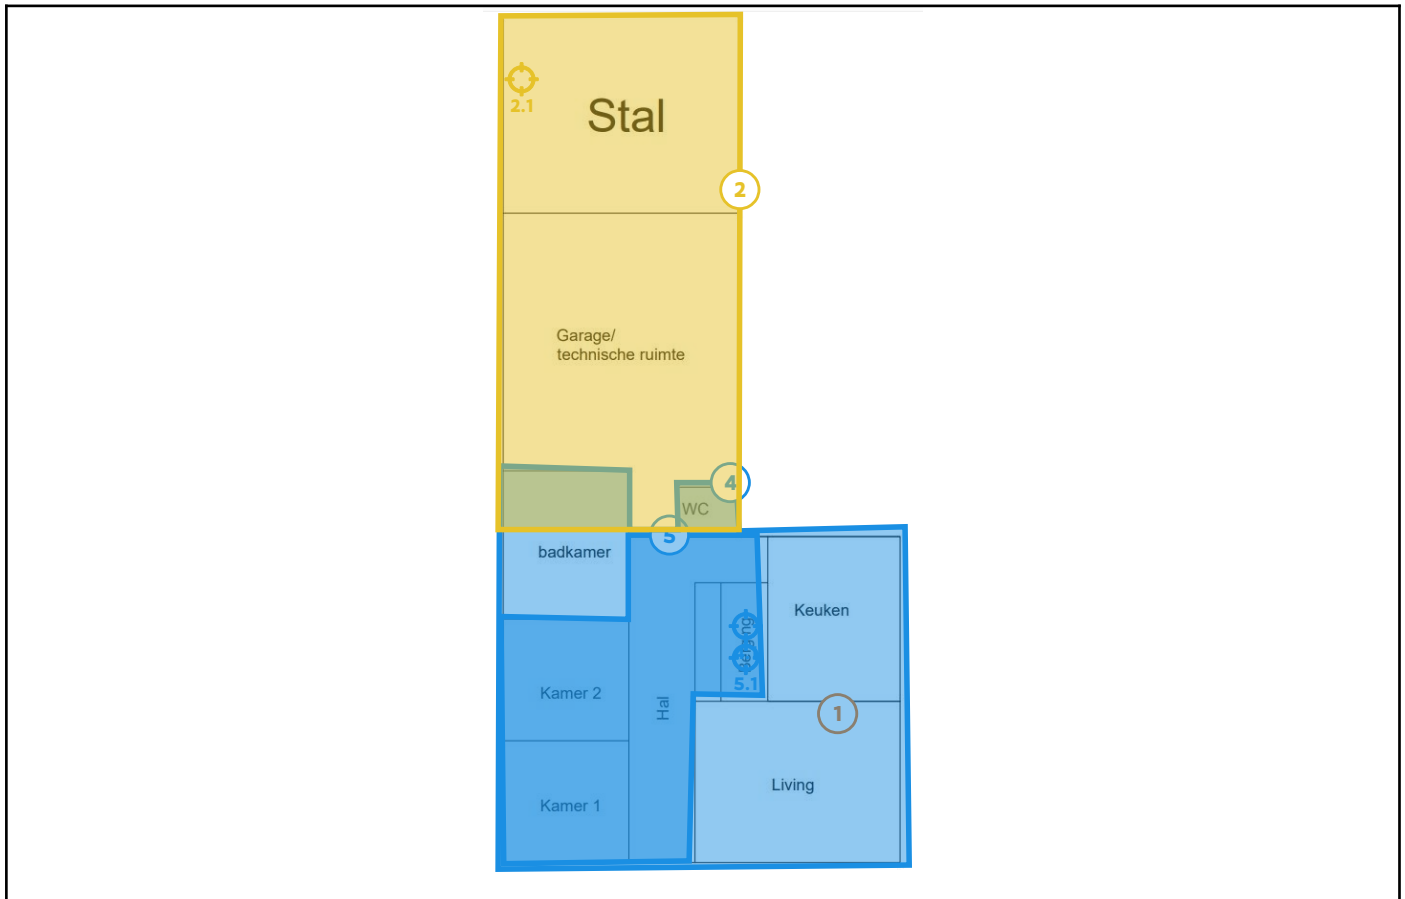 2.1
Stal
2
Garage/
technische ruimte
4
WC
5
badkamer
Keuken
Berging
5.1
Kamer 2
Hal
1
Living
Kamer 1